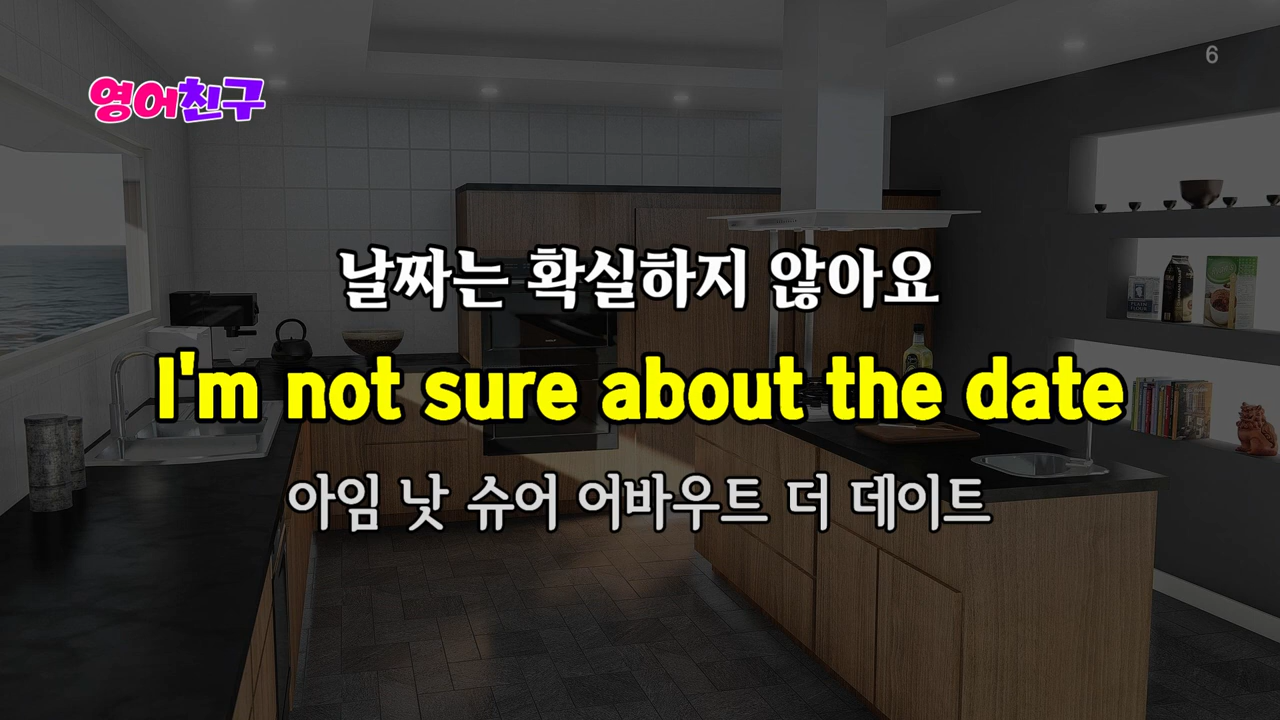 6
영어친구
날짜는 확실하지 않아요
I'm not sure about the date
아임 낫 슈어 어바우트 더 데이트